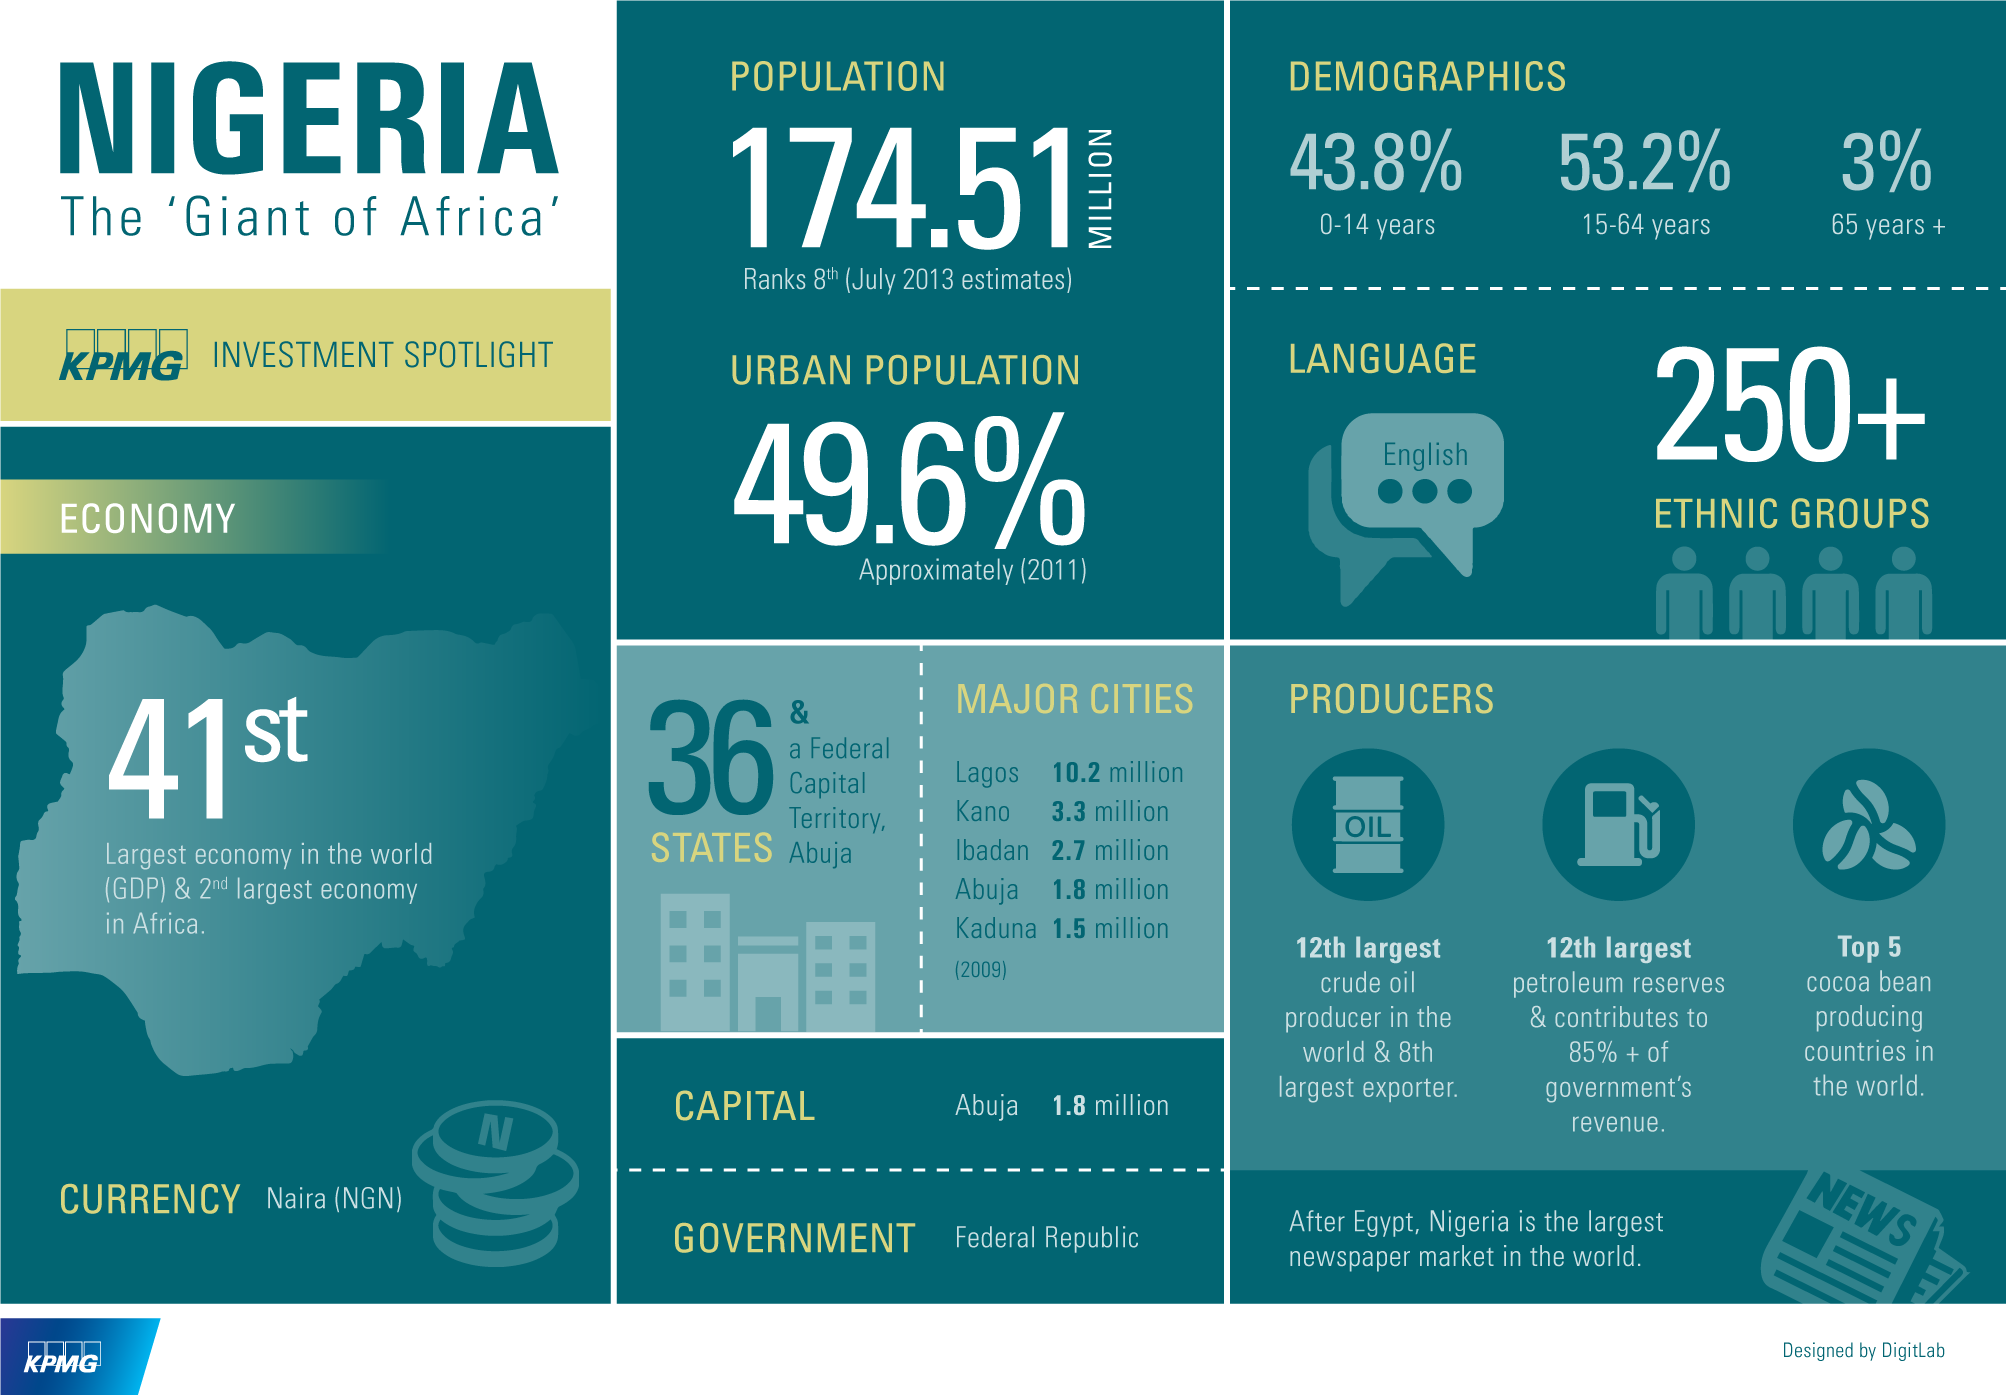 NIGERIA
The ‘Giant of Africa’
KPMG INVESTMENT SPOTLIGHT
ECONOMY
41st
Largest economy in the world
(GDP) & 2nd largest economy
in Africa.
N
CURRENCY Naira (NGN)
POPULATION
174.51 MILLION
Ranks 8th (July 2013 estimates)
URBAN POPULATION
49.6%
Approximately (2011)
36
STATES
&
a Federal
Capital
Territory,
Abuja
MAJOR CITIES
Lagos 10.2 million
Kano 3.3 million
Ibadan 2.7 million
Abuja 1.8 million
Kaduna 1.5 million
(2009)
CAPITAL Abuja 1.8 million
GOVERNMENT Federal Republic
DEMOGRAPHICS
43.8% 53.2% 3%
0-14 years 15-64 years 65 years +
LANGUAGE
English
250+
ETHNIC GROUPS
PRODUCERS
OIL
12th largest
crude oil
producer in the
world & 8th
largest exporter.
12th largest
petroleum reserves
& contributes to
85% + of
government’s
revenue.
Top 5
cocoa bean
producing
countries in
the world.
After Egypt, Nigeria is the largest
newspaper market in the world.
NEWS
KPMG
Designed by DigitLab